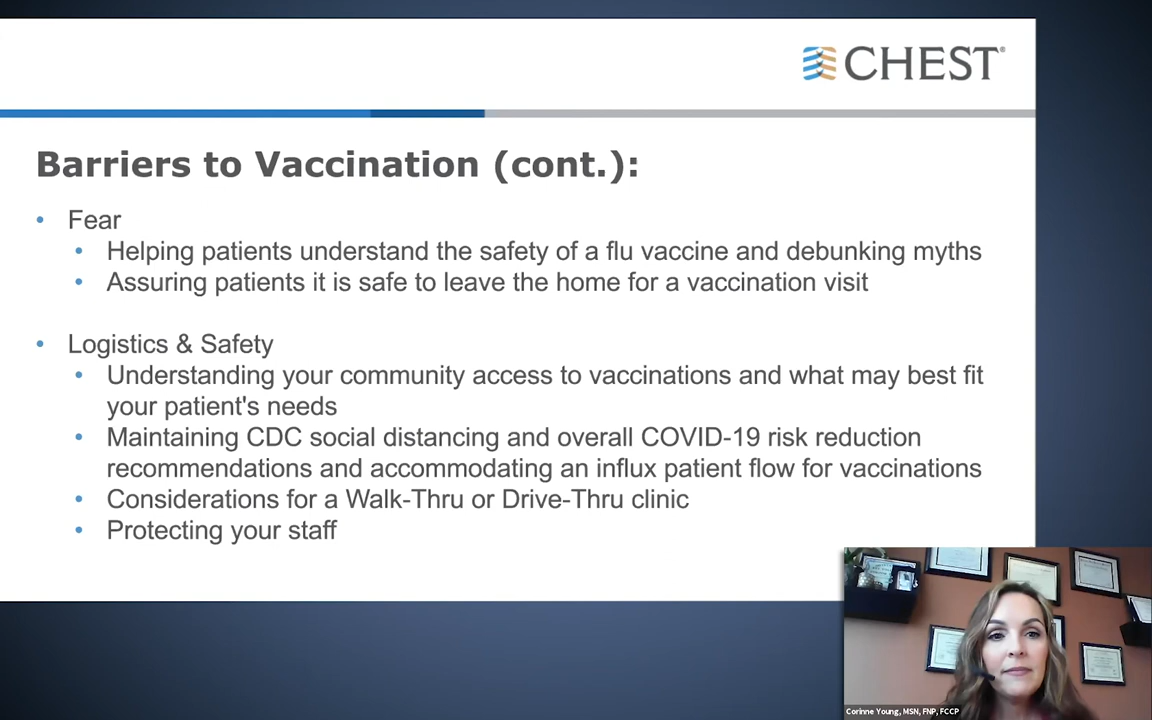 CHEST®
Barriers to Vaccination (cont.):
• Fear
• Helping patients understand the safety of a flu vaccine and debunking myths
• Assuring patients it is safe to leave the home for a vaccination visit
• Logistics & Safety
• Understanding your community access to vaccinations and what may best fit
your patient's needs
• Maintaining CDC social distancing and overall COVID-19 risk reduction
recommendations and accommodating an influx patient flow for vaccinations
• Considerations for a Walk-Thru or Drive-Thru clinic
• Protecting your staff
Corinne Young, MSN, FNP, FCCP